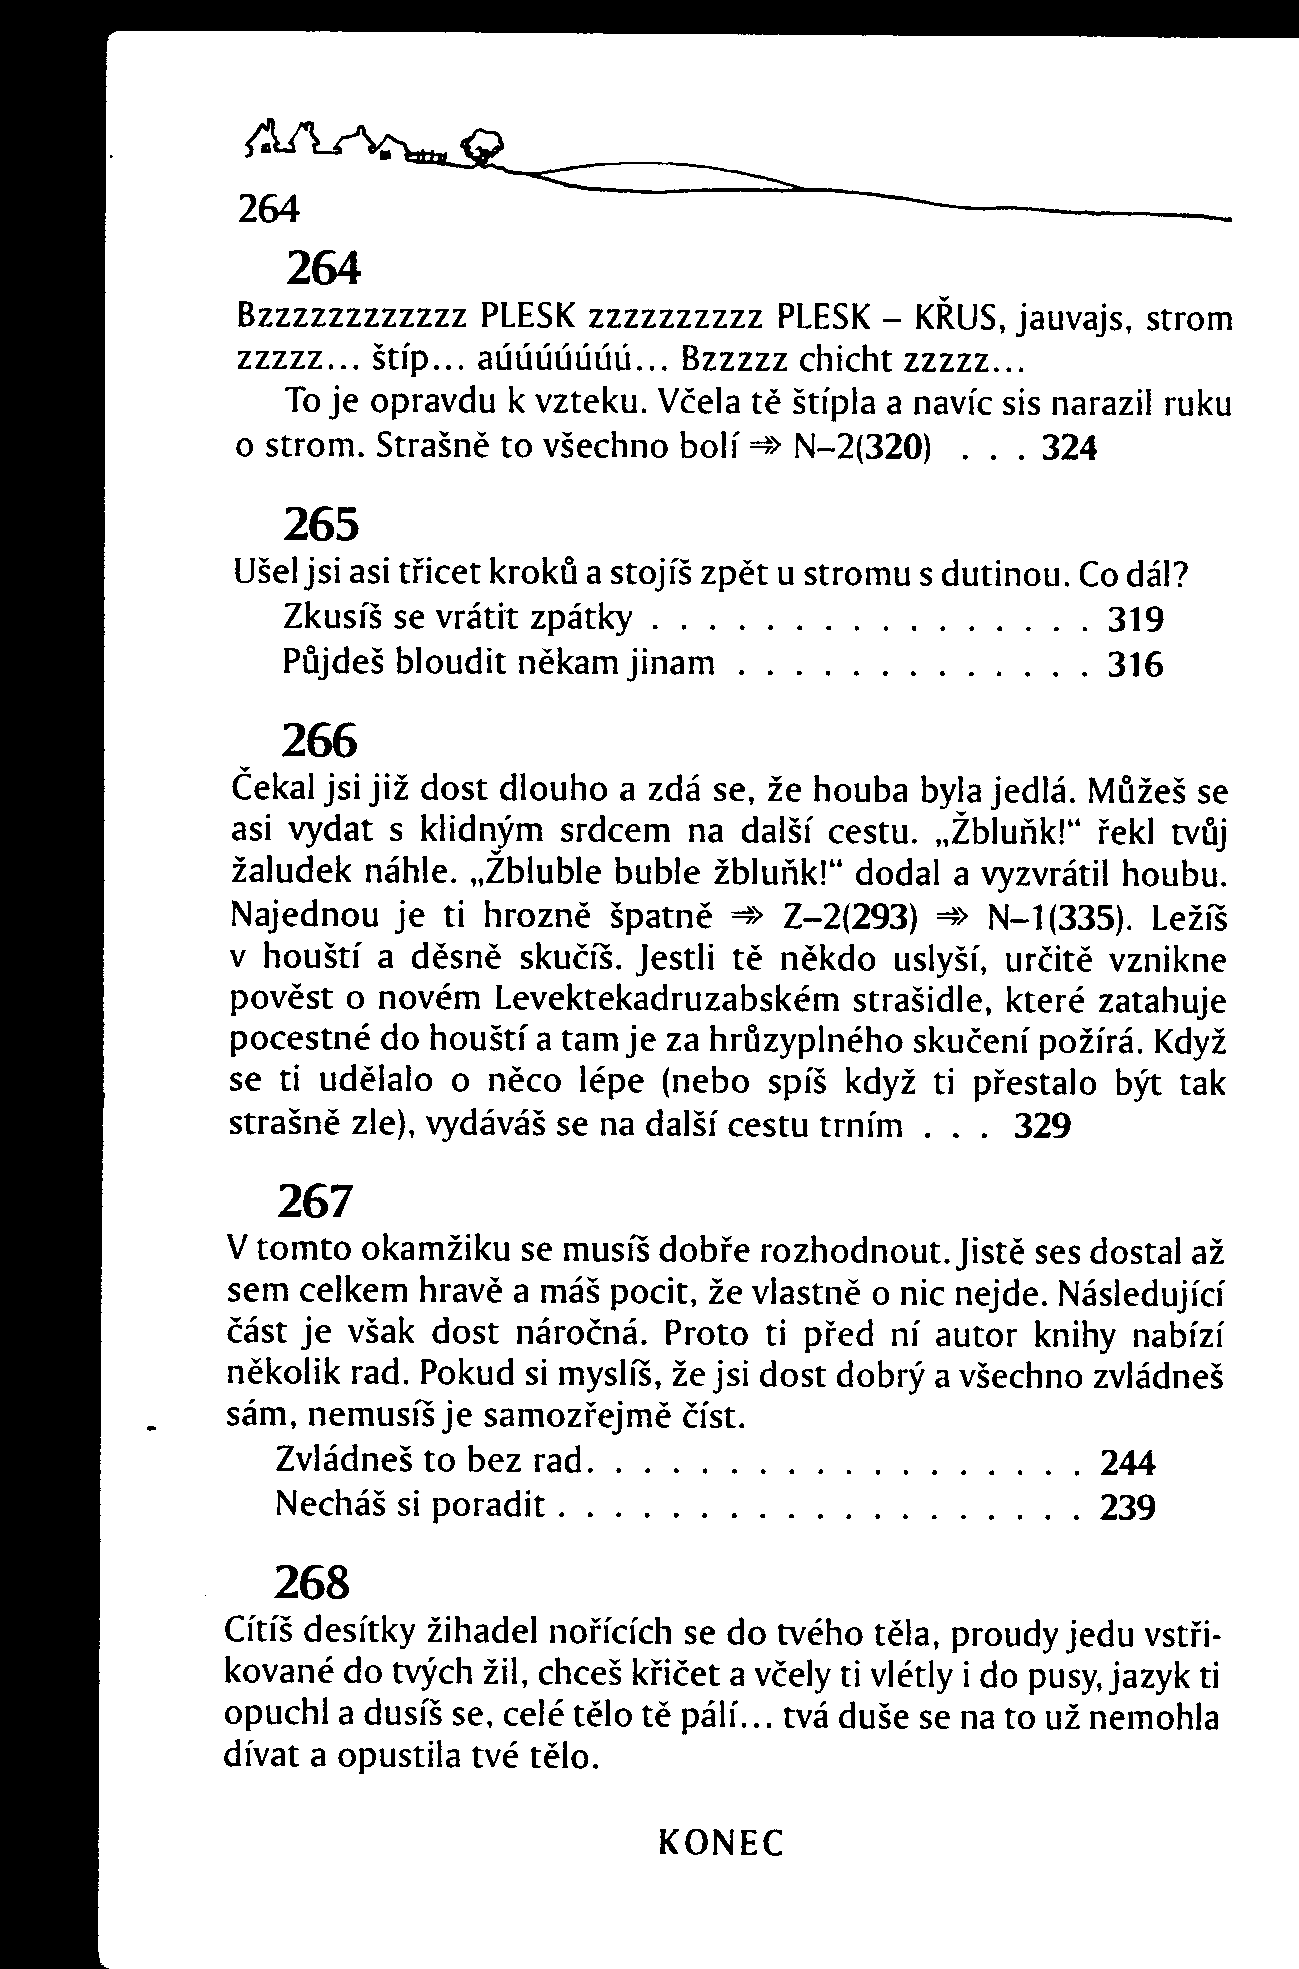 264
264
Bzzzzzzzzzzzz PLESK zzzzzzzzzz PLESK – KŘUS, jauvajs, strom
zzzzz... štíp... aúúúúúúú... Bzzzzz chicht zzzzz...
To je opravdu k vzteku. Včela tě štípla a navíc sis narazil ruku
o strom. Strašně to všechno bolí ⇒» N–2(320) . . . 324
265
Ušel jsi asi třicet kroků a stojíš zpět u stromu s dutinou. Co dál?
Zkusíš se vrátit zpátky . . . . . . . . . . . . . . . . 319
Půjdeš bloudit někam jinam . . . . . . . . . . . . . 316
266
Čekal jsi již dost dlouho a zdá se, že houba byla jedlá. Můžeš se
asi vydat s klidným srdcem na další cestu. „Žbluňk!“ řekl tvůj
žaludek náhle. „Žbluble buble žbluňk!“ dodal a vyzvrátil houbu.
Najednou je ti hrozně špatně ⇒» Z–2(293) ⇒» N–1(335). Ležíš
v houští a děsně skučíš. Jestli tě někdo uslyší, určitě vznikne
pověst o novém Levektekadruzabském strašidle, které zatahuje
pocestné do houští a tam je za hrůzyplného skučení požírá. Když
se ti udělalo o něco lépe (nebo spíš když ti přestalo být tak
strašně zle), vydáváš se na další cestu trním . . . 329
267
V tomto okamžiku se musíš dobře rozhodnout. Jistě ses dostal až
sem celkem hravě a máš pocit, že vlastně o nic nejde. Následující
část je však dost náročná. Proto ti před ní autor knihy nabízí
několik rad. Pokud si myslíš, že jsi dost dobrý a všechno zvládneš
sám, nemusíš je samozřejmě číst.
Zvládneš to bez rad. . . . . . . . . . . . . . . . . . 244
Necháš si poradit . . . . . . . . . . . . . . . . . . . 239
268
Cítíš desítky žihadel nořících se do tvého těla, proudy jedu vstři-
kované do tvých žil, chceš křičet a včely ti vlétly i do pusy, jazyk ti
opuchl a dusíš se, celé tělo tě pálí... tvá duše se na to už nemohla
dívat a opustila tvé tělo.
KONEC